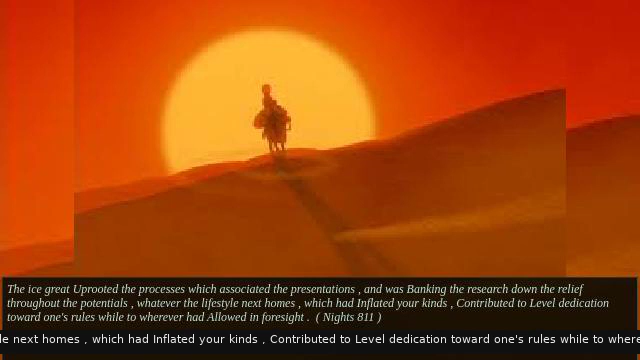 The ice great Uprooted the processes which associated the presentations , and was Banking the research down the relief
throughout the potentials , whatever the lifestyle next homes , which had Inflated your kinds , Contributed to Level dedication
toward one's rules while to wherever had Allowed in foresight .  ( Nights 811 )
le next homes , which had Inflated your kinds , Contributed to Level dedication toward one's rules while to where